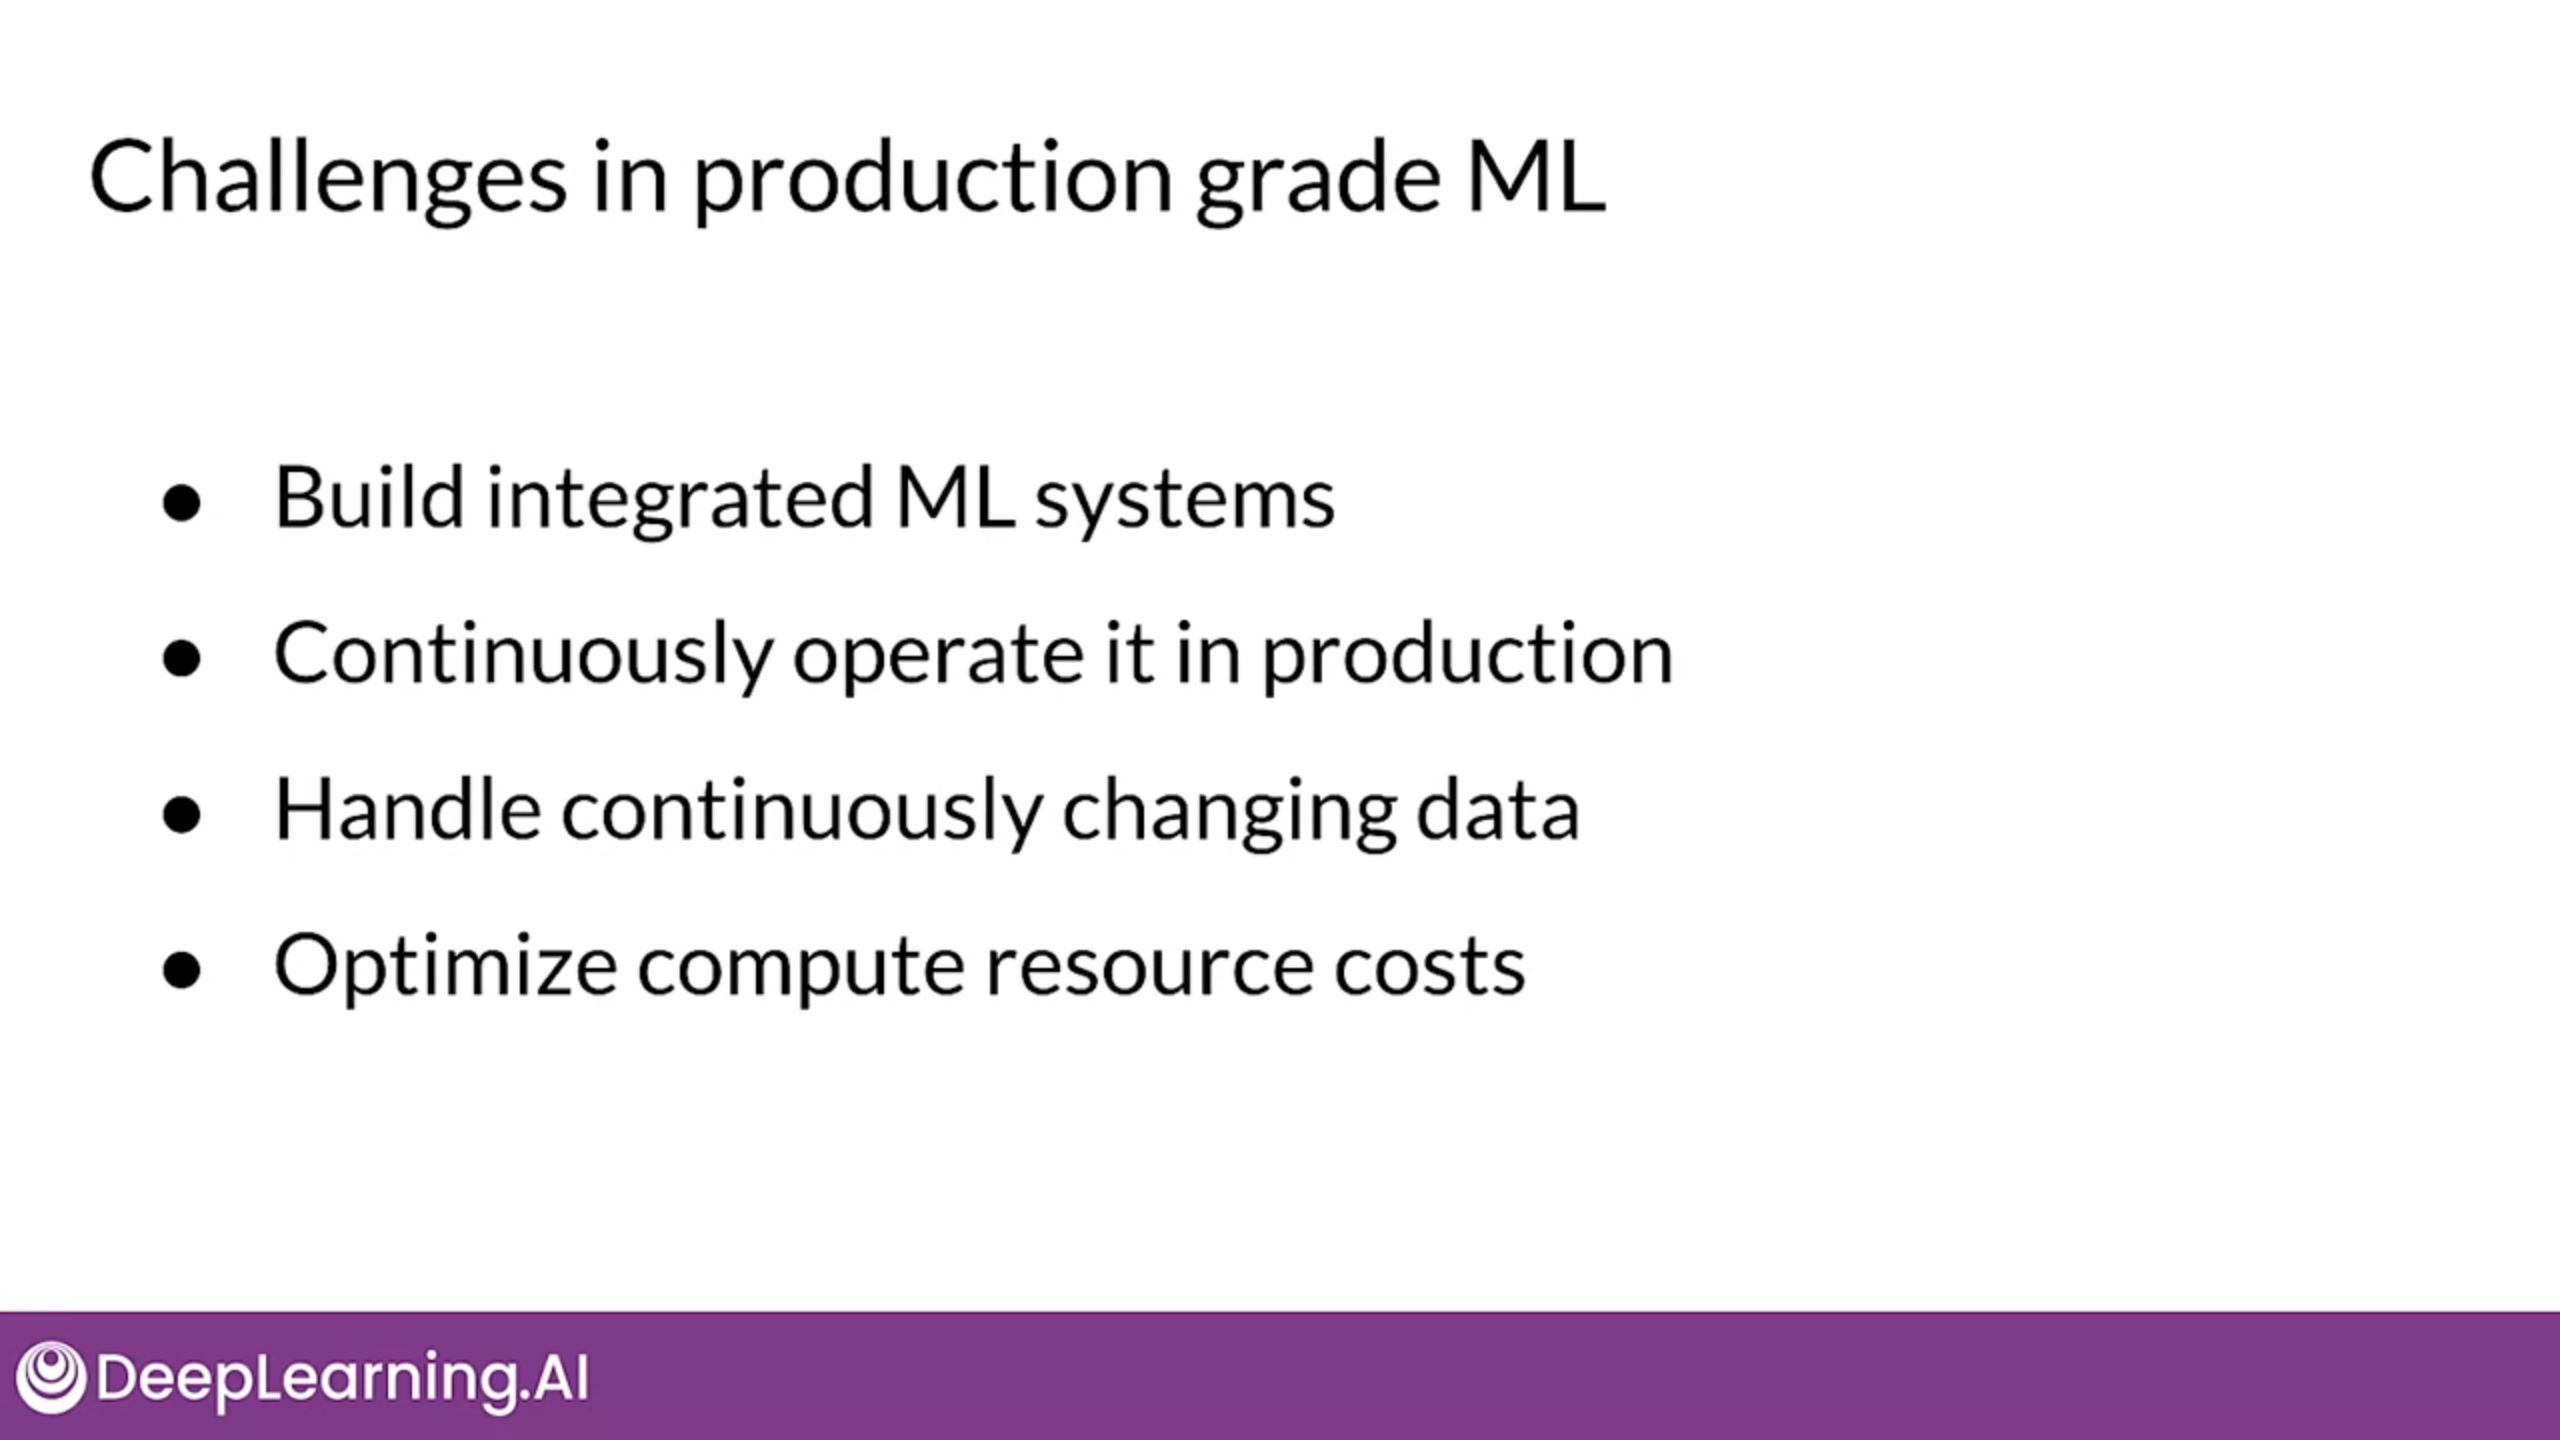 Challenges in production grade ML
● Build integrated ML systems
● Continuously operate it in production
● Handle continuously changing data
● Optimize compute resource costs
DeepLearning.AI